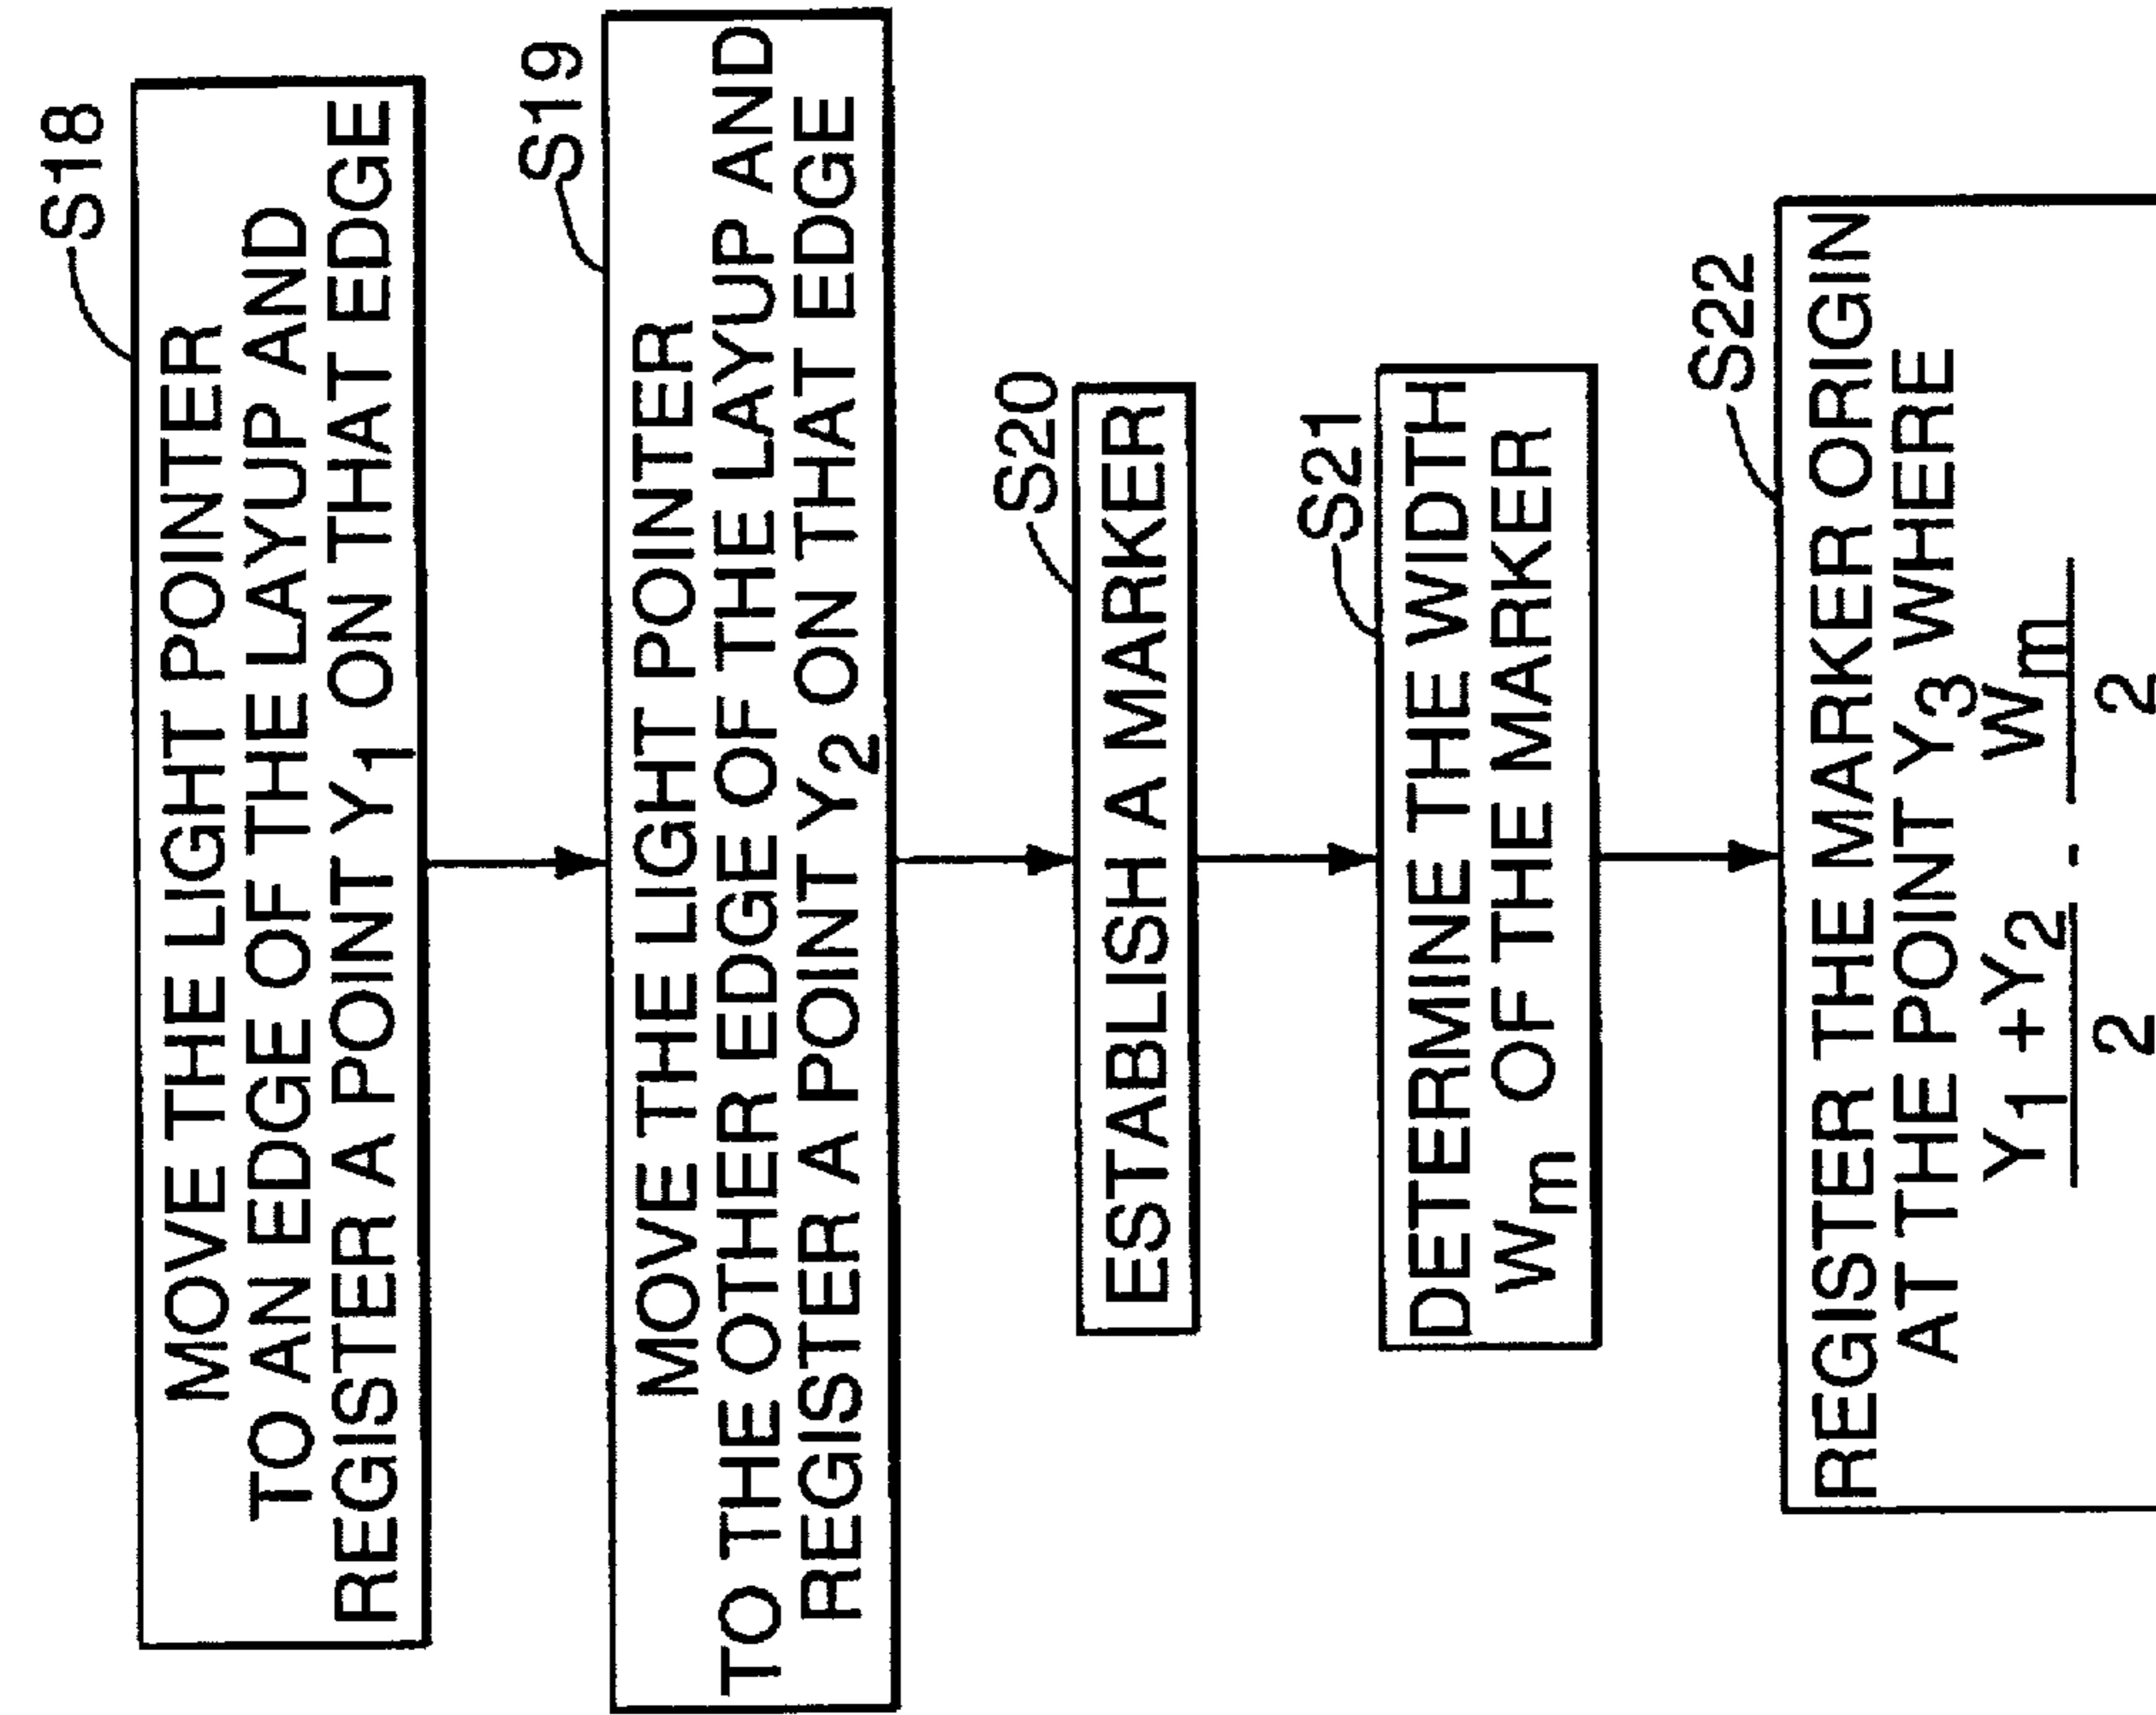 S18
MOVE THE LIGHT POINTER
TO AN EDGE OF THE LAYUP AND
REGISTER A POINT Y₁ ON THAT EDGE
S19
MOVE THE LIGHT POINTER
TO THE OTHER EDGE OF THE LAYUP AND
REGISTER A POINT Y₂ ON THAT EDGE
S20
ESTABLISH A MARKER
S21
DETERMINE THE WIDTH
Wₘ OF THE MARKER
S22
REGISTER THE MARKER ORIGIN
AT THE POINT Y₃ WHERE
Y₁ + Y₂ - Wₘ
2 2